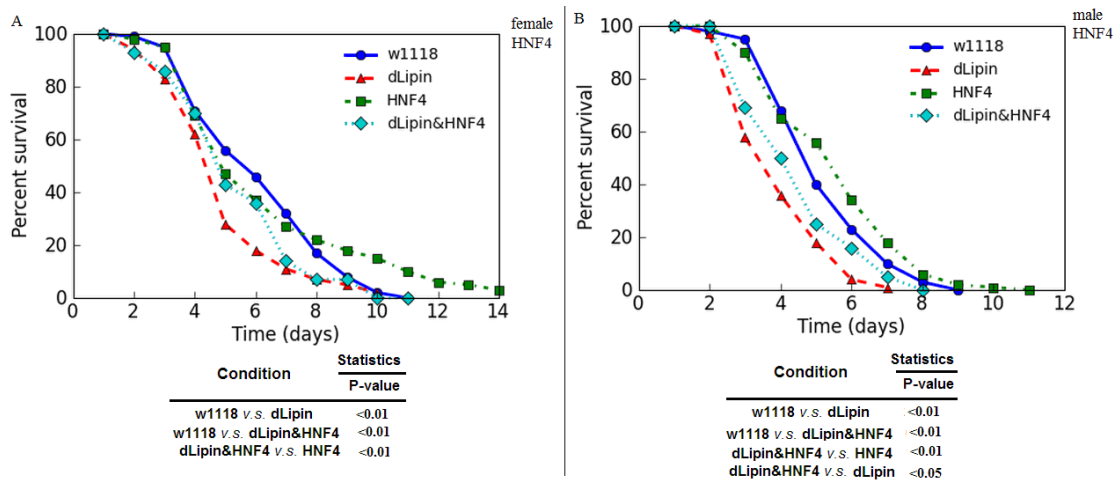 A
female
HNF4
100
80
60
40
20
0
Percent survival
0 2 4 6 8 10 12 14
Time (days)
w1118
dLipin
HNF4
dLipin&HNF4
Condition
Statistics
P-value
w1118 v.s. dLipin <0.01
w1118 v.s. dLipin&HNF4 <0.01
dLipin&HNF4 v.s. HNF4 <0.01
B
male
HNF4
100
80
60
40
20
0
Percent survival
0 2 4 6 8 10 12
Time (days)
w1118
dLipin
HNF4
dLipin&HNF4
Condition
Statistics
P-value
w1118 v.s. dLipin <0.01
w1118 v.s. dLipin&HNF4 <0.01
dLipin&HNF4 v.s. HNF4 <0.01
dLipin&HNF4 v.s. dLipin <0.05